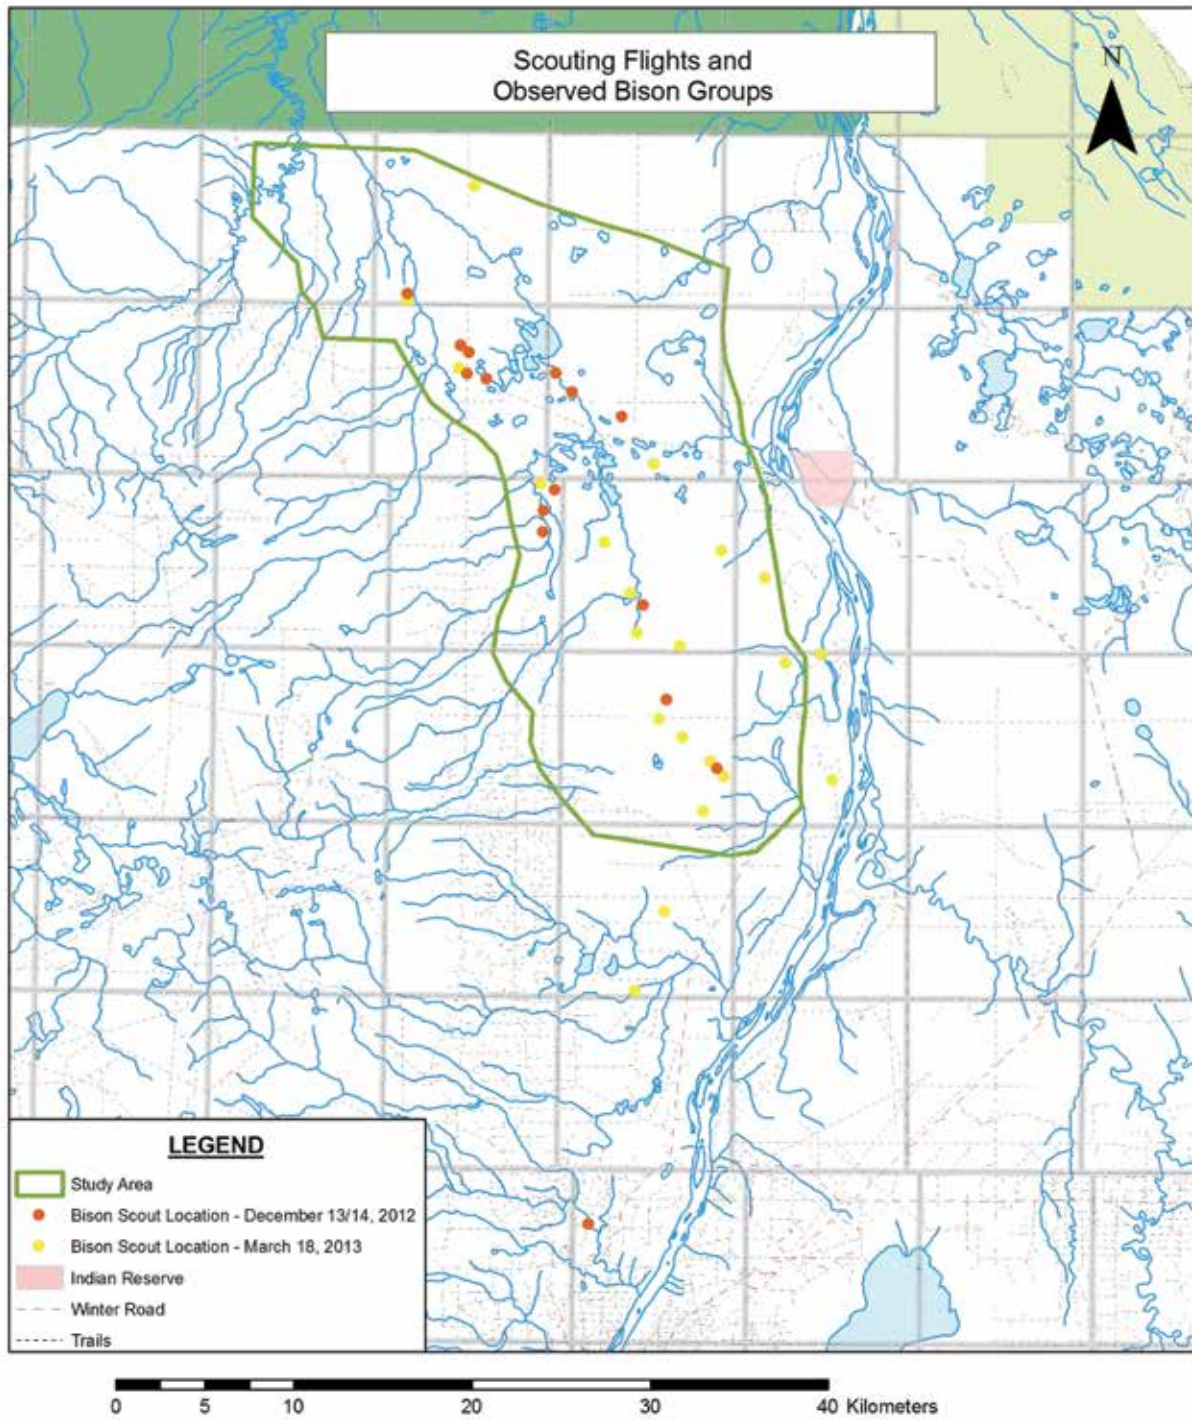 Scouting Flights and
Observed Bison Groups
N
LEGEND
Study Area
Bison Scout Location - December 13/14, 2012
Bison Scout Location - March 18, 2013
Indian Reserve
Winter Road
Trails
0 5 10 20 30 40 Kilometers